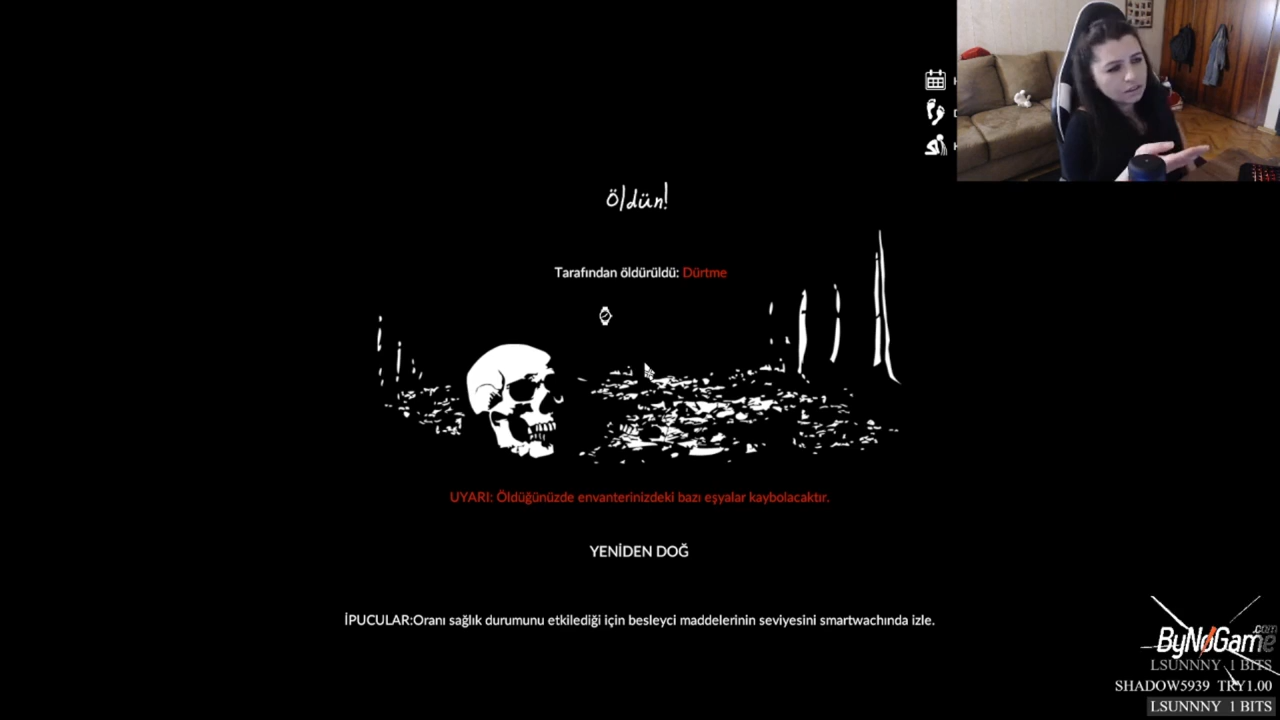 Öldün!
Tarafından öldürüldü: Dürtme
UYARI: Öldüğünüzde envanterinizdeki bazı eşyalar kaybolacaktır.
YENİDEN DOĞ
İPUCULAR:Oranı sağlık durumunu etkilediği için besleyci maddelerinin seviyesini smartwachında izle.
ByNoGame
.com
LSUNNNY 1 BITS
SHADOW5939 TRY1.00
LSUNNNY 1 BITS